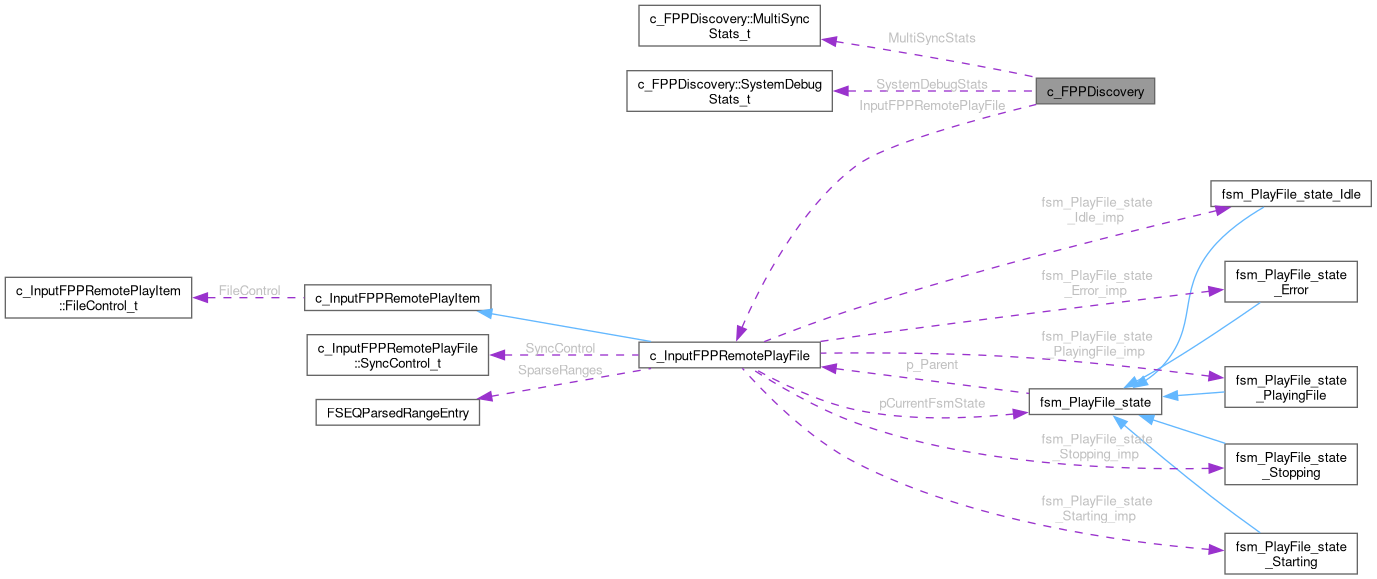 c_FPPDiscovery::MultiSync
Stats_t
MultiSyncStats
c_FPPDiscovery::SystemDebug
Stats_t
SystemDebugStats
c_FPPDiscovery
InputFPPRemotePlayFile
fsm_PlayFile_state_Idle
fsm_PlayFile_state
_Idle_imp
fsm_PlayFile_state
_Error
fsm_PlayFile_state
_Error_imp
c_InputFPPRemotePlayItem
::FileControl_t
FileControl
c_InputFPPRemotePlayItem
c_InputFPPRemotePlayFile
::SyncControl_t
SyncControl
c_InputFPPRemotePlayFile
fsm_PlayFile_state
_PlayingFile_imp
SparseRanges
p_Parent
fsm_PlayFile_state
_PlayingFile
FSEQParsedRangeEntry
pCurrentFsmState
fsm_PlayFile_state
fsm_PlayFile_state
_Stopping_imp
fsm_PlayFile_state
_Stopping
fsm_PlayFile_state
_Starting_imp
fsm_PlayFile_state
_Starting